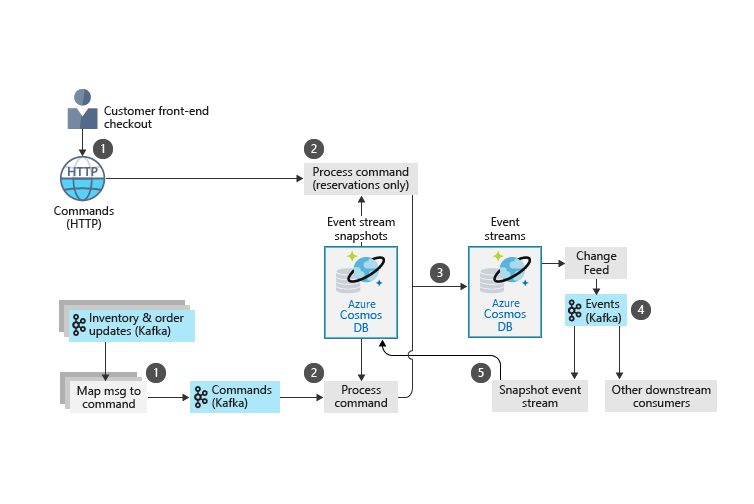 Customer front-end
checkout
1
HTTP
Commands
(HTTP)
2
Process command
(reservations only)
Event stream
snapshots
Azure
Cosmos
DB
3
Event
streams
Azure
Cosmos
DB
Change
Feed
Events
(Kafka)
4
Inventory & order
updates (Kafka)
1
Map msg to
command
Commands
(Kafka)
2
Process
command
5
Snapshot event
stream
Other downstream
consumers